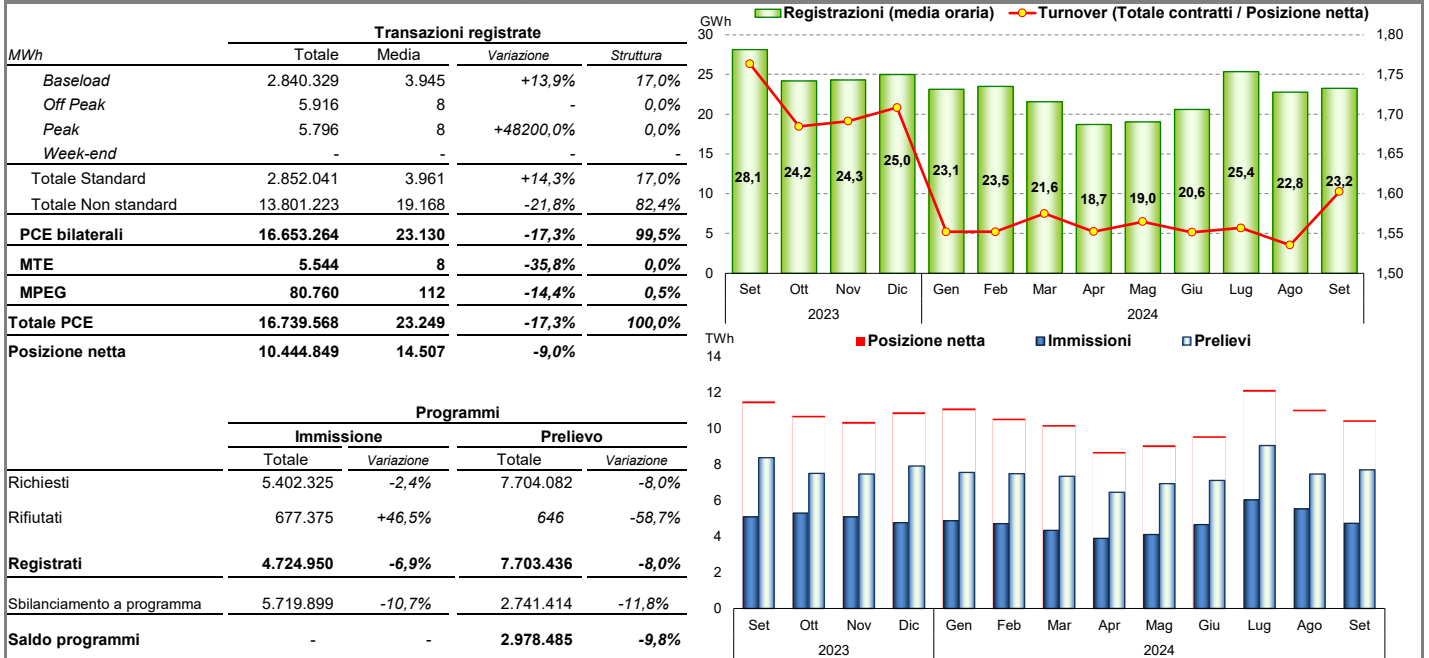 Transazioni registrate
MWh Totale Media Variazione Struttura
Baseload 2.840.329 3.945 +13,9% 17,0%
Off Peak 5.916 8 - 0,0%
Peak 5.796 8 +48200,0% 0,0%
Week-end - - - -
Totale Standard 2.852.041 3.961 +14,3% 17,0%
Totale Non standard 13.801.223 19.168 -21,8% 82,4%
PCE bilaterali 16.653.264 23.130 -17,3% 99,5%
MTE 5.544 8 -35,8% 0,0%
MPEG 80.760 112 -14,4% 0,5%
Totale PCE 16.739.568 23.249 -17,3% 100,0%
Posizione netta 10.444.849 14.507 -9,0%
Programmi
Immissione Prelievo
Totale Variazione Totale Variazione
Richiesti 5.402.325 -2,4% 7.704.082 -8,0%
Rifiutati 677.375 +46,5% 646 -58,7%
Registrati 4.724.950 -6,9% 7.703.436 -8,0%
Sbilanciamento a programma 5.719.899 -10,7% 2.741.414 -11,8%
Saldo programmi - - 2.978.485 -9,8%
GWh Registrazioni (media oraria) Turnover (Totale contratti / Posizione netta)
30 1,80
25 1,75
20 1,70
15 1,65
10 1,60
5 1,55
0 1,50
28,1 24,2 24,3 25,0 23,1 23,5 21,6 18,7 19,0 20,6 25,4 22,8 23,2
Set Ott Nov Dic Gen Feb Mar Apr Mag Giu Lug Ago Set
2023 2024
TWh Posizione netta Immissioni Prelievi
14
12
10
8
6
4
2
0
Set Ott Nov Dic Gen Feb Mar Apr Mag Giu Lug Ago Set
2023 2024